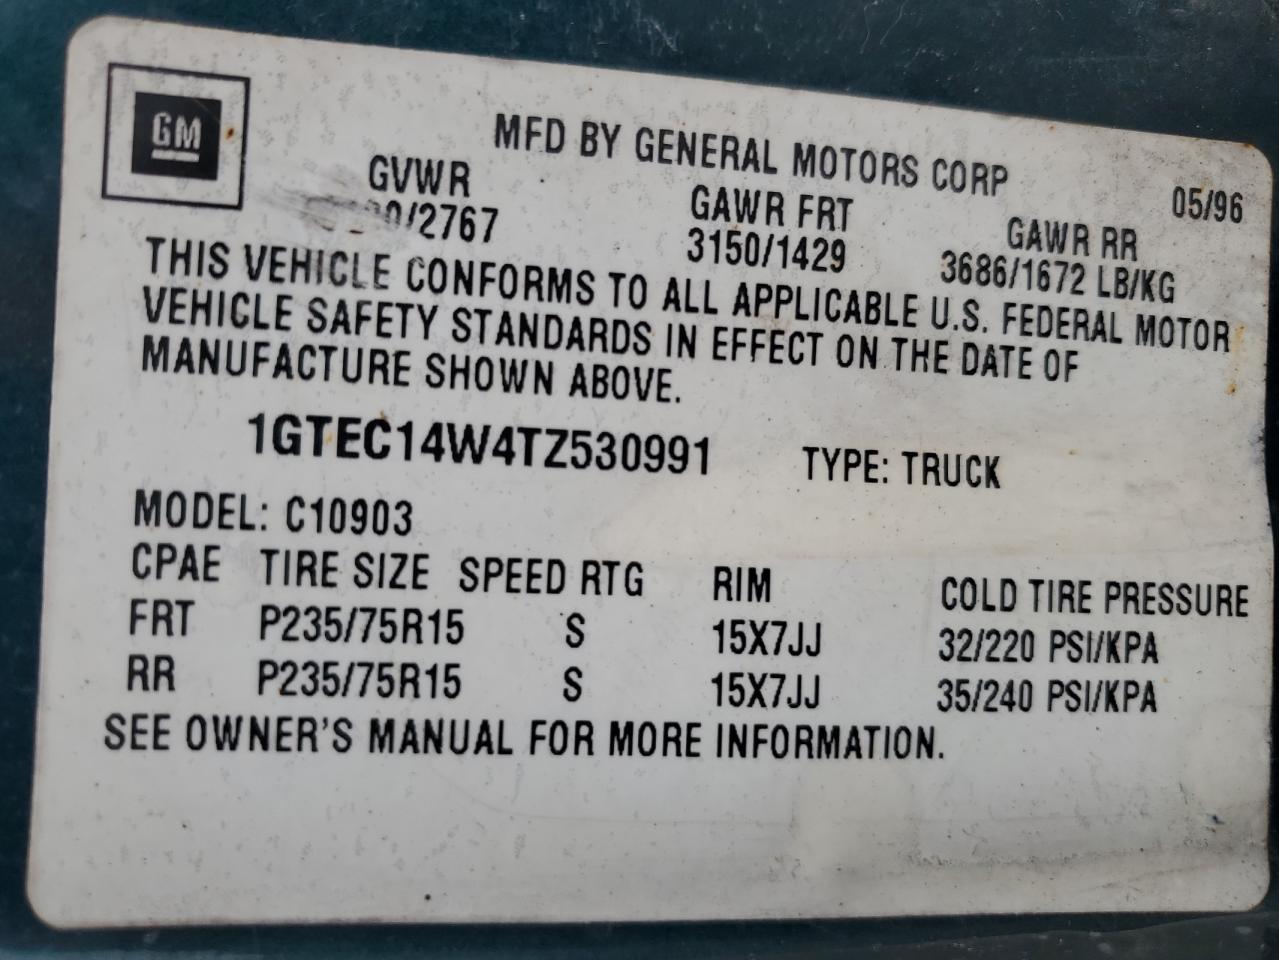 GM
MFD BY GENERAL MOTORS CORP 05/96
GVWR GAWR FRT GAWR RR
/2767 3150/1429 3686/1672 LB/KG
THIS VEHICLE CONFORMS TO ALL APPLICABLE U.S. FEDERAL MOTOR
VEHICLE SAFETY STANDARDS IN EFFECT ON THE DATE OF
MANUFACTURE SHOWN ABOVE.
1GTEC14W4TZ530991 TYPE: TRUCK
MODEL: C10903
CPAE TIRE SIZE SPEED RTG RIM COLD TIRE PRESSURE
FRT P235/75R15 S 15X7JJ 32/220 PSI/KPA
RR P235/75R15 S 15X7JJ 35/240 PSI/KPA
SEE OWNER'S MANUAL FOR MORE INFORMATION.